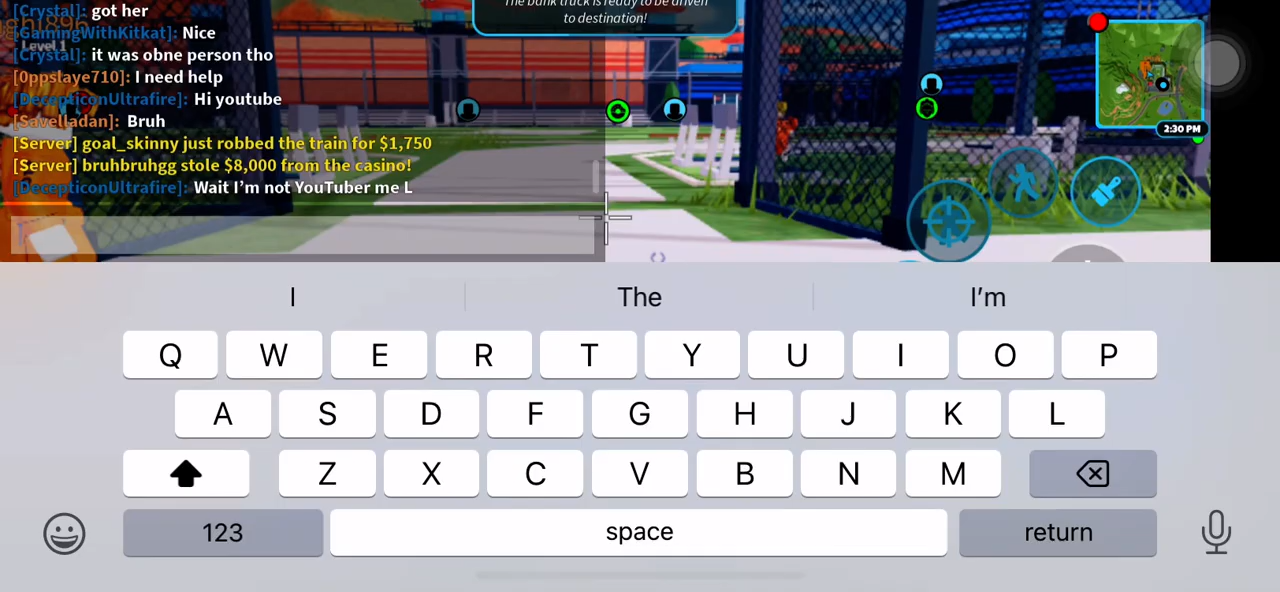 [Crystal]: got her
[GamingWithKitkat]: Nice
Level 1
[Crystal]: it was obne person tho
[0ppslaye710]: I need help
[DecepticonUltrafire]: Hi youtube
[Savelladan]: Bruh
[Server] goal_skinny just robbed the train for $1,750
[Server] bruhbruhgg stole $8,000 from the casino!
[DecepticonUltrafire]: Wait I'm not YouTuber me L
The bank truck is ready to be driven
to destination!
2:30 PM
I The I'm
Q W E R T Y U I O P
A S D F G H J K L
Z X C V B N M
123 space return